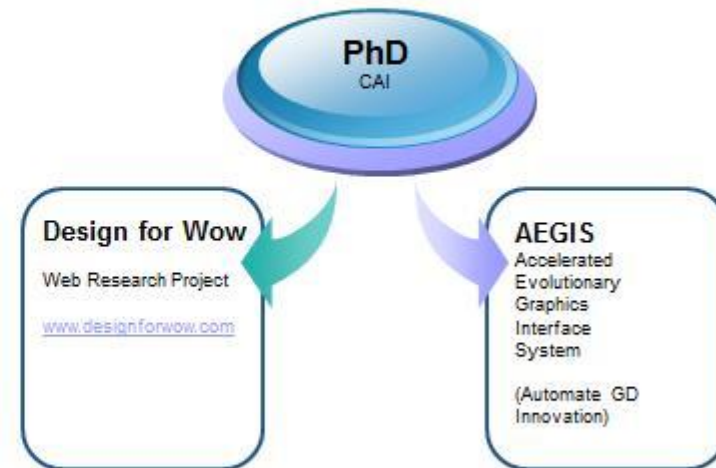 PhD
CAI
Design for Wow
Web Research Project
www.designforwow.com
AEGIS
Accelerated
Evolutionary
Graphics
Interface
System
(Automate GD
Innovation)